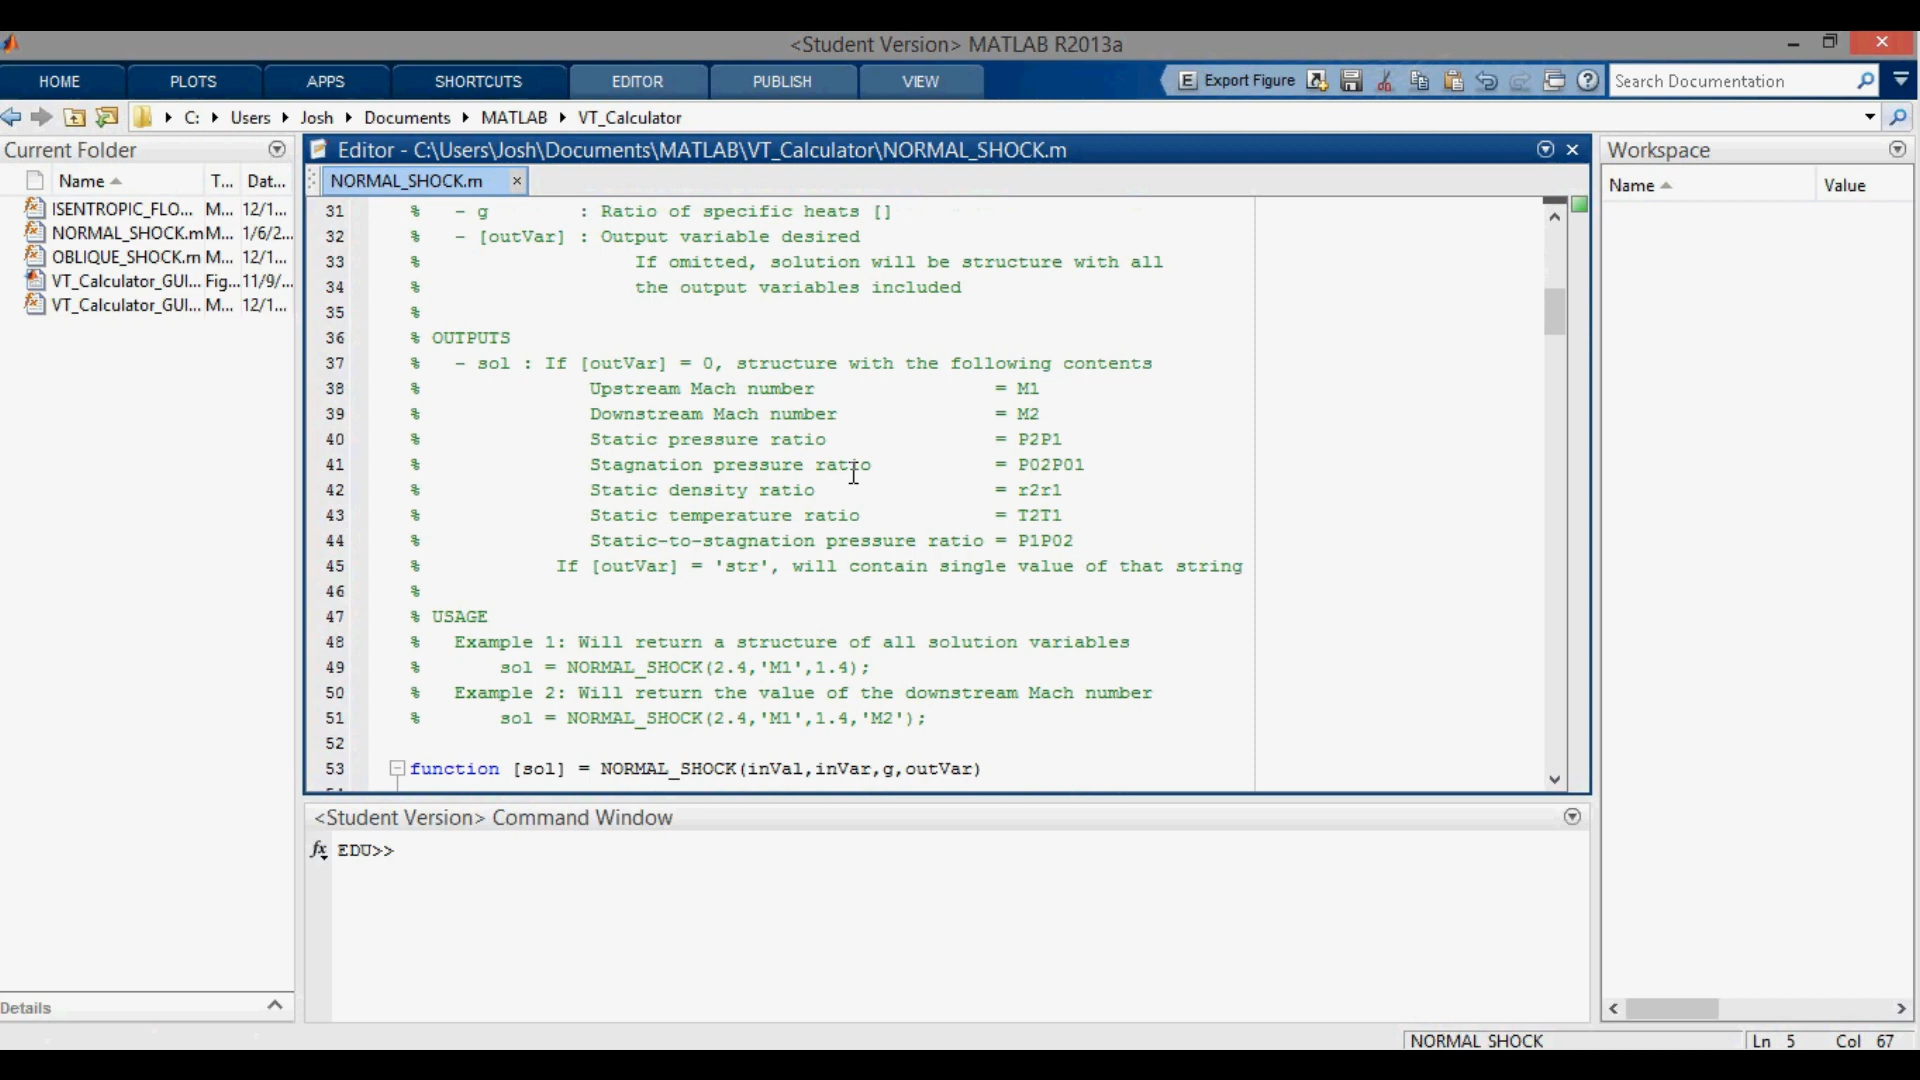 <Student Version> MATLAB R2013a
HOME PLOTS APPS SHORTCUTS EDITOR PUBLISH VIEW
E Export Figure
Search Documentation
C: Users Josh Documents MATLAB VT_Calculator
Current Folder
Name T... Dat...
ISENTROPIC_FLO... M... 12/1...
NORMAL_SHOCK.m M... 1/6/2...
OBLIQUE_SHOCK.m M... 12/1...
VT_Calculator_GUI... Fig... 11/9/...
VT_Calculator_GUI... M... 12/1...
Details
Editor - C:\Users\Josh\Documents\MATLAB\VT_Calculator\NORMAL_SHOCK.m
NORMAL_SHOCK.m ×
31 % - g : Ratio of specific heats []
32 % - [outVar] : Output variable desired
33 % If omitted, solution will be structure with all
34 % the output variables included
35 %
36 % OUTPUTS
37 % - sol : If [outVar] = 0, structure with the following contents
38 % Upstream Mach number = M1
39 % Downstream Mach number = M2
40 % Static pressure ratio = P2P1
41 % Stagnation pressure ratio = P02P01
42 % Static density ratio = r2r1
43 % Static temperature ratio = T2T1
44 % Static-to-stagnation pressure ratio = P1P02
45 % If [outVar] = 'str', will contain single value of that string
46 %
47 % USAGE
48 % Example 1: Will return a structure of all solution variables
49 % sol = NORMAL_SHOCK(2.4,'M1',1.4);
50 % Example 2: Will return the value of the downstream Mach number
51 % sol = NORMAL_SHOCK(2.4,'M1',1.4,'M2');
52
53 function [sol] = NORMAL_SHOCK(inVal,inVar,g,outVar)
<Student Version> Command Window
fx EDU>>
Workspace
Name Value
NORMAL_SHOCK Ln 5 Col 67